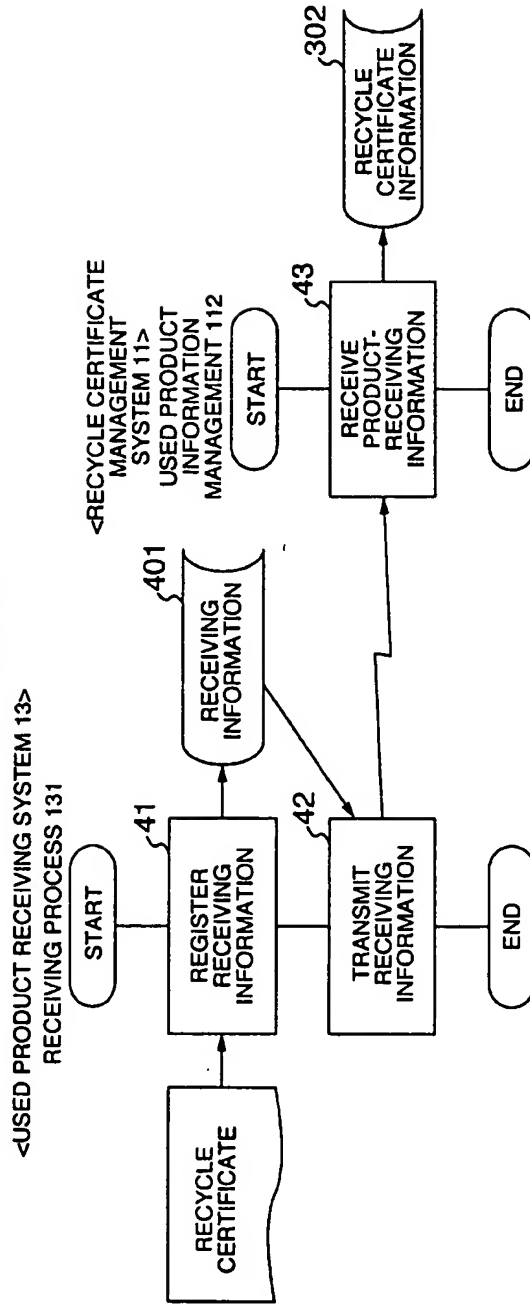 <USED PRODUCT RECEIVING SYSTEM 13>
RECEIVING PROCESS 131
START
RECYCLE
CERTIFICATE
41
REGISTER
RECEIVING
INFORMATION
401
RECEIVING
INFORMATION
42
TRANSMIT
RECEIVING
INFORMATION
END
<RECYCLE CERTIFICATE
MANAGEMENT
SYSTEM 11>
USED PRODUCT
INFORMATION
MANAGEMENT 112
START
43
RECEIVE
PRODUCT-
RECEIVING
INFORMATION
302
RECYCLE
CERTIFICATE
INFORMATION
END